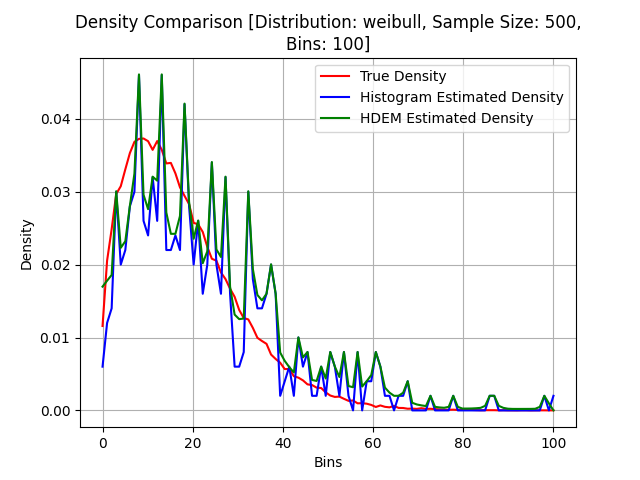 Density Comparison [Distribution: weibull, Sample Size: 500,
Bins: 100]
True Density
Histogram Estimated Density
HDEM Estimated Density
Density
0.04
0.03
0.02
0.01
0.00
0 20 40 60 80 100
Bins